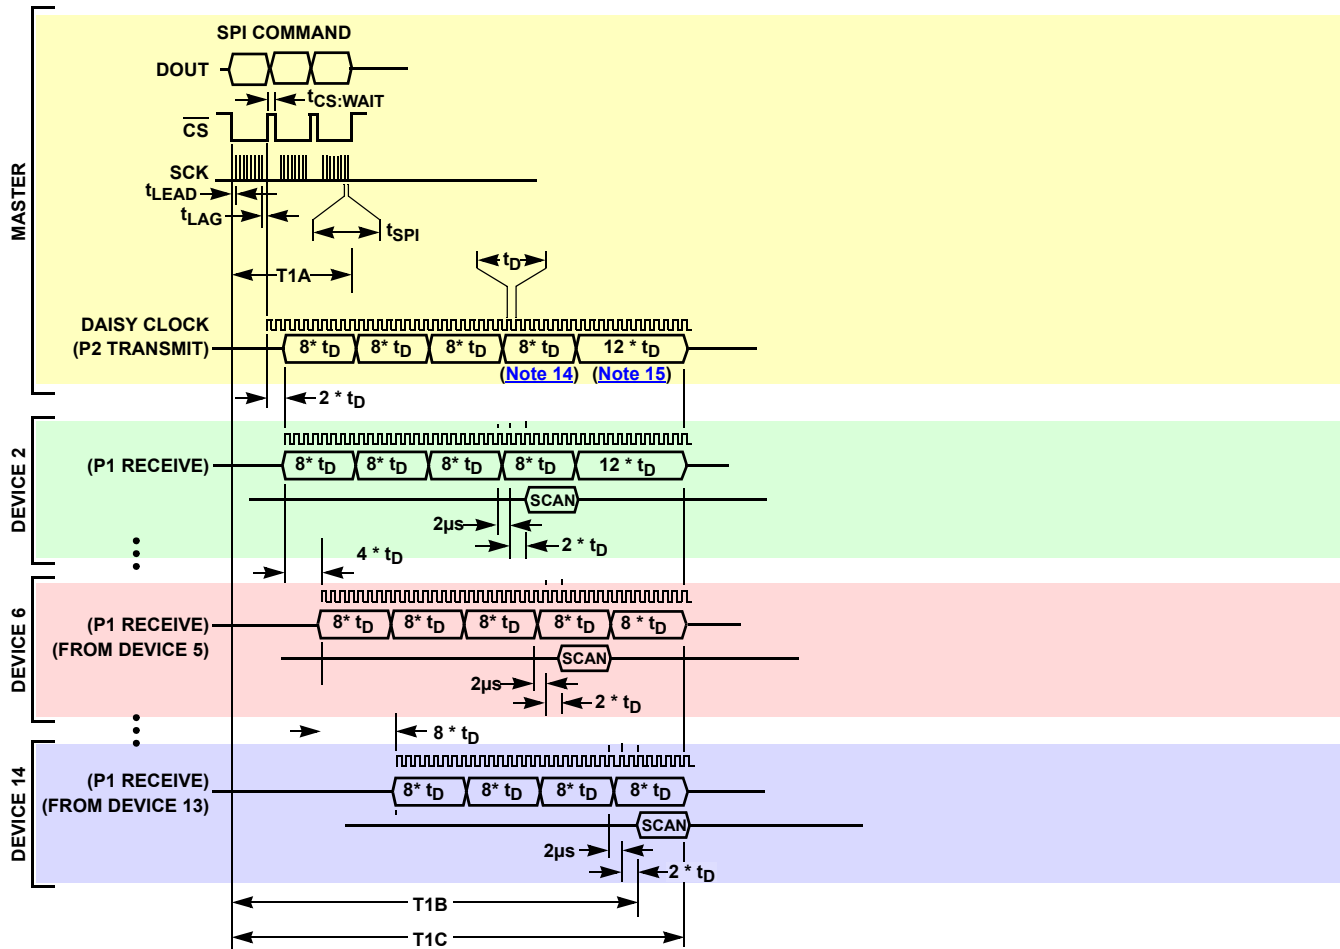 MASTER
SPI COMMAND
DOUT
tCS:WAIT
CS
SCK
tLEAD
tLAG
tSPI
T1A
tD
DAISY CLOCK
(P2 TRANSMIT)
8* tD 8* tD 8* tD 8* tD 12 * tD
(Note 14) (Note 15)
2 * tD
DEVICE 2
(P1 RECEIVE)
8* tD 8* tD 8* tD 8* tD 12 * tD
SCAN
2µs
2 * tD
4 * tD
DEVICE 6
(P1 RECEIVE)
(FROM DEVICE 5)
8* tD 8* tD 8* tD 8* tD 8 * tD
SCAN
2µs
2 * tD
8 * tD
DEVICE 14
(P1 RECEIVE)
(FROM DEVICE 13)
8* tD 8* tD 8* tD 8* tD
SCAN
2µs
2 * tD
T1B
T1C